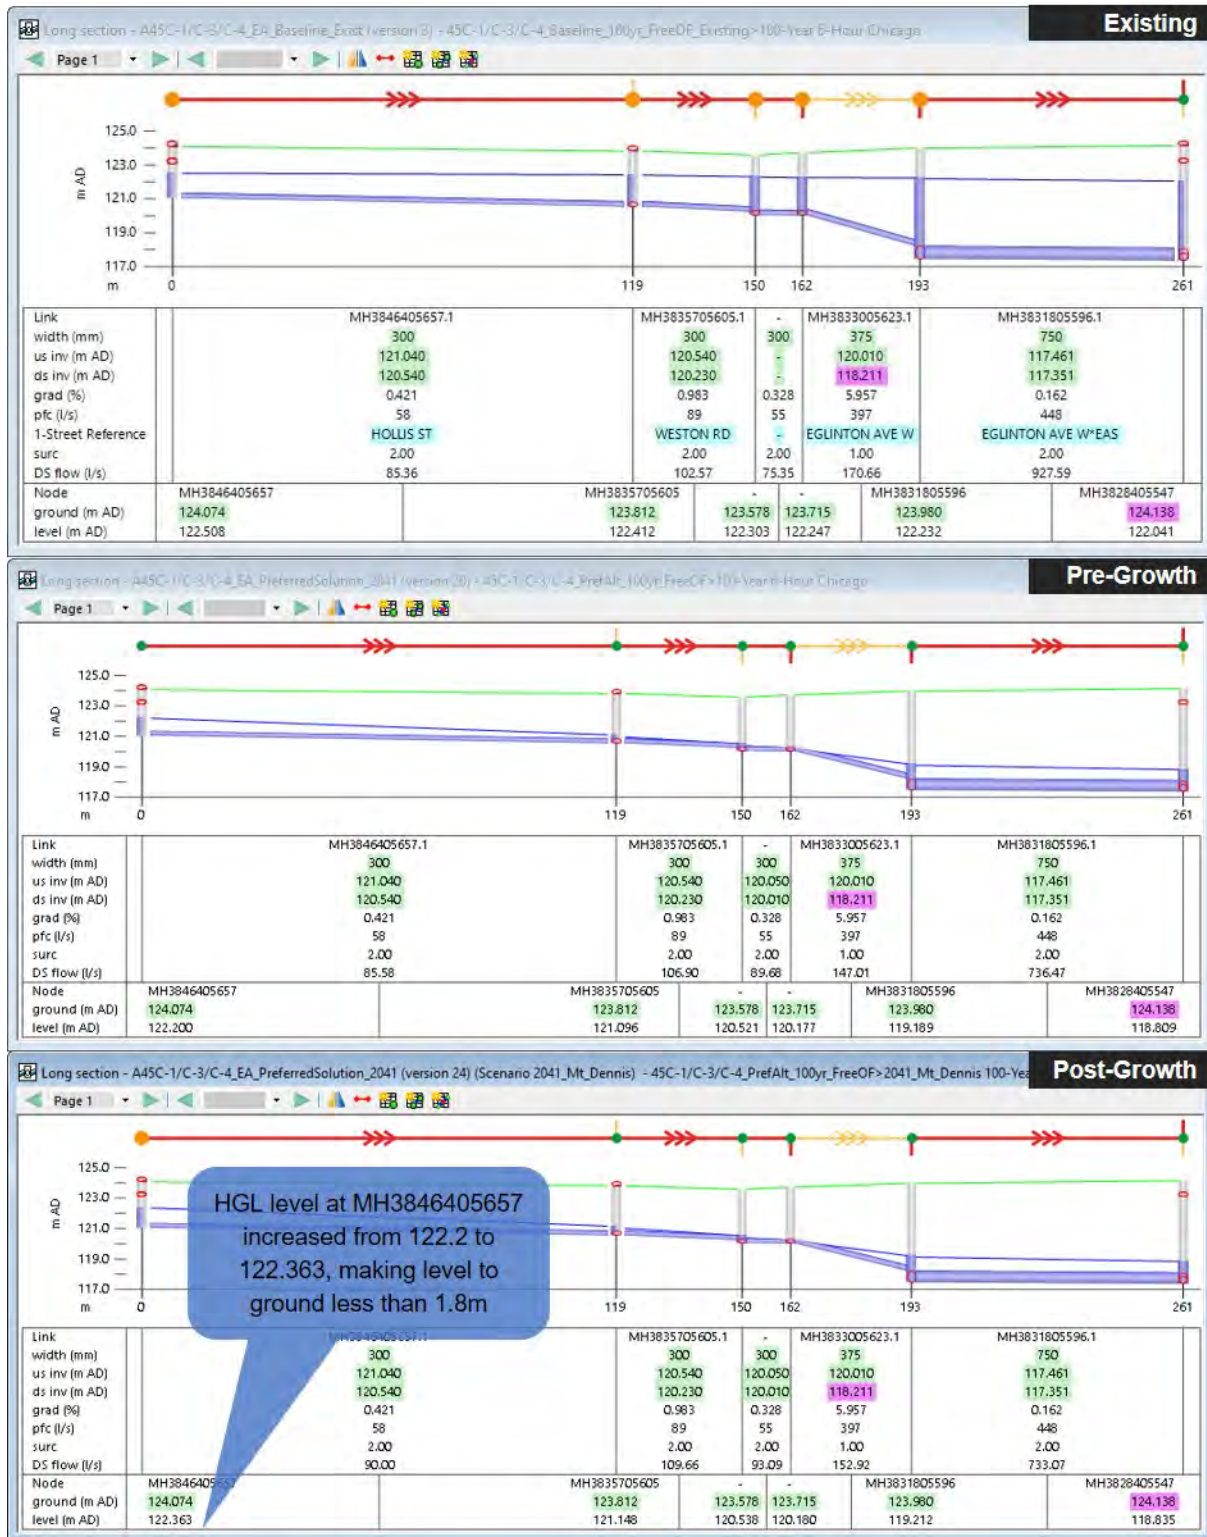 Existing
Long section - A45C-1/C-3/C-4_EA_Baseline_Exist (version 3) - 45C-1/C-3/C-4_Baseline_100yr_FreeOF_Existing>100-Year 6-Hour Chicago
Page 1
125.0
123.0
121.0
119.0
117.0
m AD
m 0 119 150 162 193 261
Link MH3846405657.1 MH3835705605.1 - MH3833005623.1 MH3831805596.1
width (mm) 300 300 300 375 750
us inv (m AD) 121.040 120.540 - 120.010 117.461
ds inv (m AD) 120.540 120.230 - 118.211 117.351
grad (%) 0.421 0.983 0.328 5.957 0.162
pfc (l/s) 58 89 55 397 448
1-Street Reference HOLLIS ST WESTON RD - EGLINTON AVE W EGLINTON AVE W*EAS
surc 2.00 2.00 2.00 1.00 2.00
DS flow (l/s) 85.36 102.57 75.35 170.66 927.59
Node MH3846405657 MH3835705605 - - MH3831805596 MH3828405547
ground (m AD) 124.074 123.812 123.578 123.715 123.980 124.138
level (m AD) 122.508 122.412 122.303 122.247 122.232 122.041
Pre-Growth
Long section - A45C-1/C-3/C-4_EA_PreferredSolution_2041 (version 20) - 45C-1/C-3/C-4_PrefAlt_100yr_FreeOF>100-Year 6-Hour Chicago
Page 1
125.0
123.0
121.0
119.0
117.0
m AD
m 0 119 150 162 193 261
Link MH3846405657.1 MH3835705605.1 - MH3833005623.1 MH3831805596.1
width (mm) 300 300 300 375 750
us inv (m AD) 121.040 120.540 120.050 120.010 117.461
ds inv (m AD) 120.540 120.230 120.010 118.211 117.351
grad (%) 0.421 0.983 0.328 5.957 0.162
pfc (l/s) 58 89 55 397 448
surc 2.00 2.00 2.00 1.00 2.00
DS flow (l/s) 85.58 106.90 89.68 147.01 736.47
Node MH3846405657 MH3835705605 - - MH3831805596 MH3828405547
ground (m AD) 124.074 123.812 123.578 123.715 123.980 124.138
level (m AD) 122.200 121.096 120.521 120.177 119.189 118.809
Post-Growth
Long section - A45C-1/C-3/C-4_EA_PreferredSolution_2041 (version 24) (Scenario 2041_Mt_Dennis) - 45C-1/C-3/C-4_PrefAlt_100yr_FreeOF>2041_Mt_Dennis 100-Yea
Page 1
125.0
123.0
121.0
119.0
117.0
m AD
HGL level at MH3846405657
increased from 122.2 to
122.363, making level to
ground less than 1.8m
m 0 119 150 162 193 261
Link MH3846405657.1 MH3835705605.1 - MH3833005623.1 MH3831805596.1
width (mm) 300 300 300 375 750
us inv (m AD) 121.040 120.540 120.050 120.010 117.461
ds inv (m AD) 120.540 120.230 120.010 118.211 117.351
grad (%) 0.421 0.983 0.328 5.957 0.162
pfc (l/s) 58 89 55 397 448
surc 2.00 2.00 2.00 1.00 2.00
DS flow (l/s) 90.00 109.66 93.09 152.92 733.07
Node MH3846405657 MH3835705605 - - MH3831805596 MH3828405547
ground (m AD) 124.074 123.812 123.578 123.715 123.980 124.138
level (m AD) 122.363 121.148 120.538 120.180 119.212 118.835